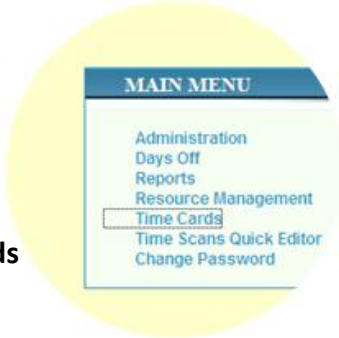 MAIN MENU
Administration
Days Off
Reports
Resource Management
Time Cards
Time Scans Quick Editor
Change Password